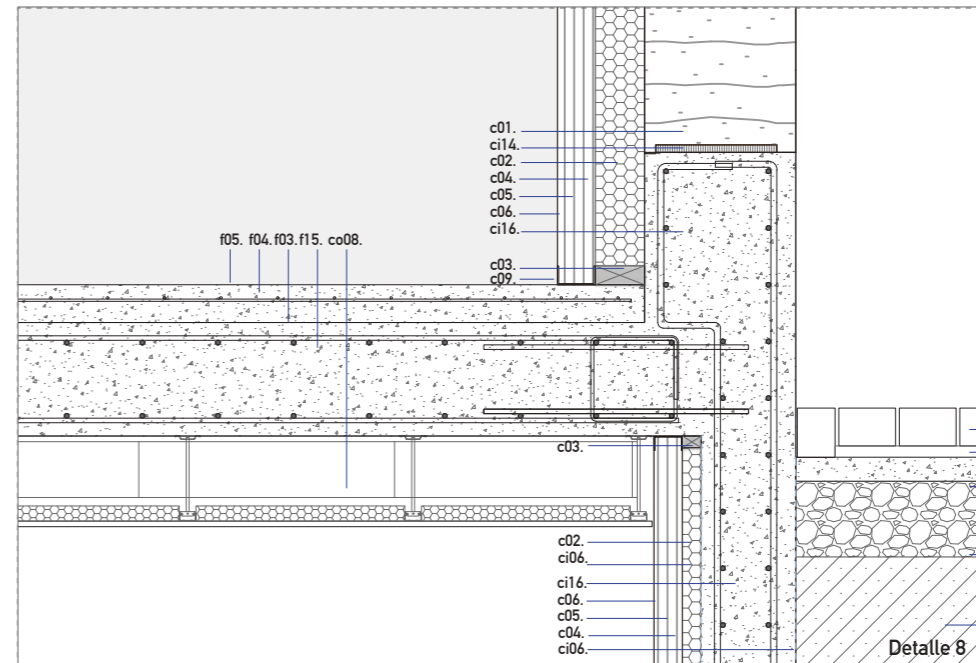 c01.
ci14.
c02.
c04.
c05.
c06.
ci16.
f05. f04. f03. f15. co08.
c03.
c09.
c03.
c02.
ci06.
ci16.
c06.
c05.
c04.
ci06.
Detalle 8